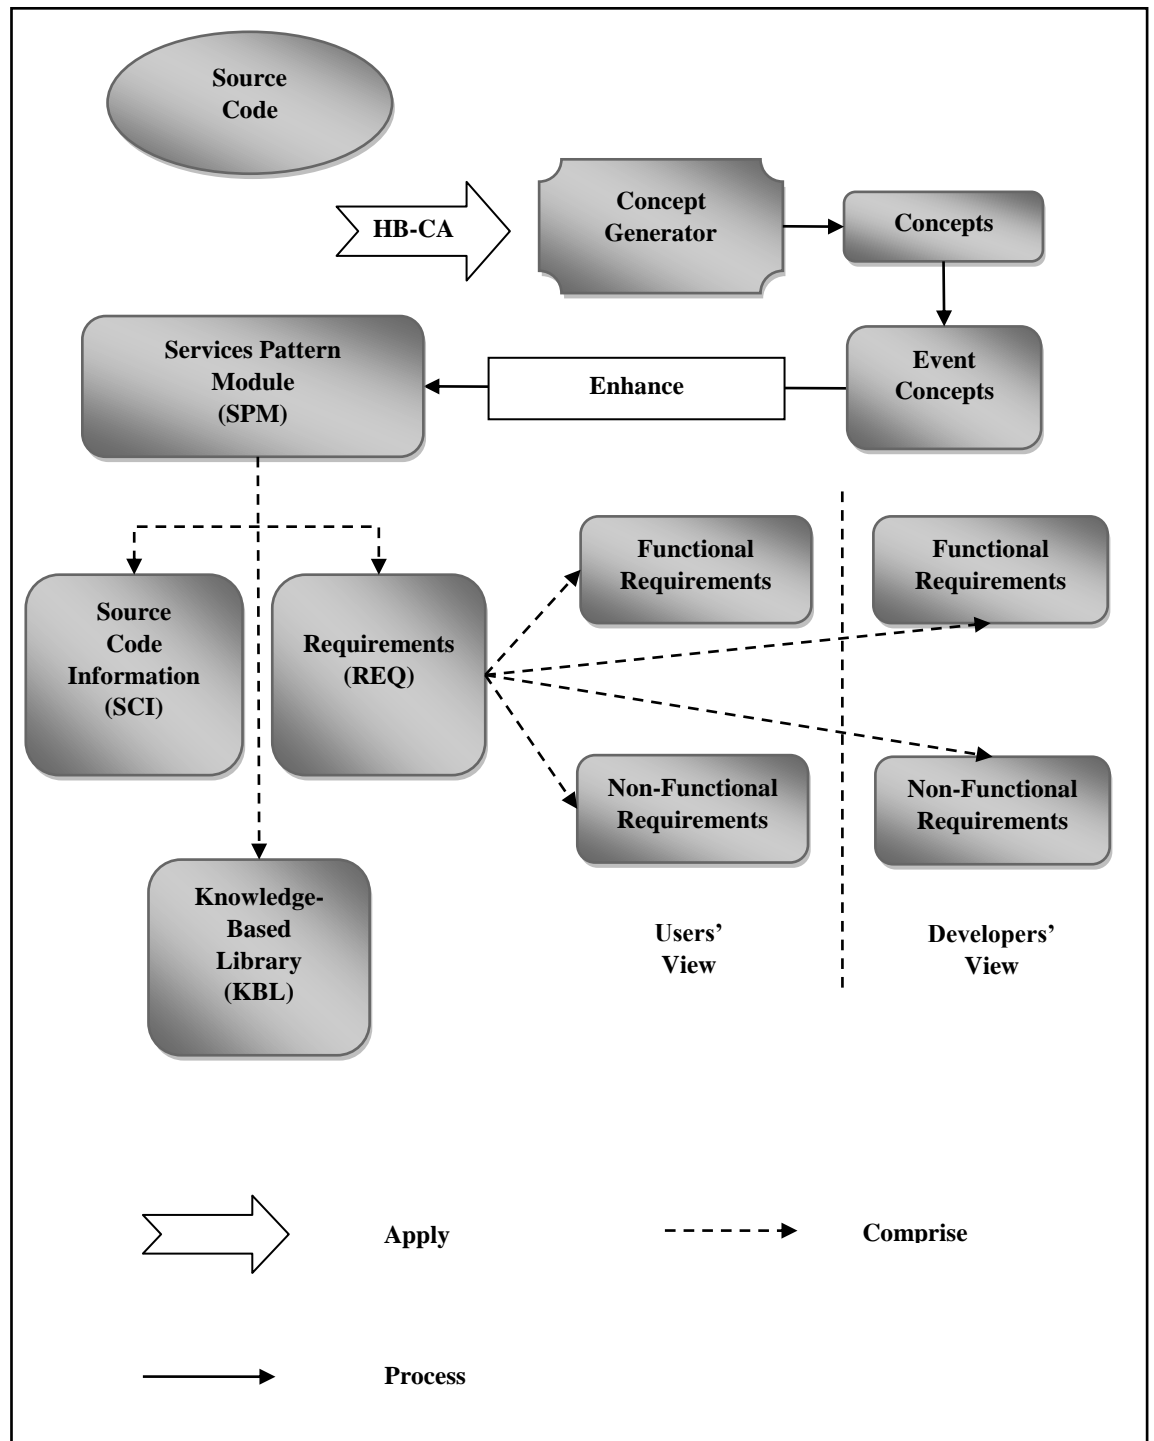 Source
Code
HB-CA
Concept
Generator
Concepts
Services Pattern
Module
(SPM)
Enhance
Event
Concepts
Source
Code
Information
(SCI)
Requirements
(REQ)
Functional
Requirements
Functional
Requirements
Non-Functional
Requirements
Non-Functional
Requirements
Knowledge-
Based
Library
(KBL)
Users’
View
Developers’
View
Apply
Comprise
Process